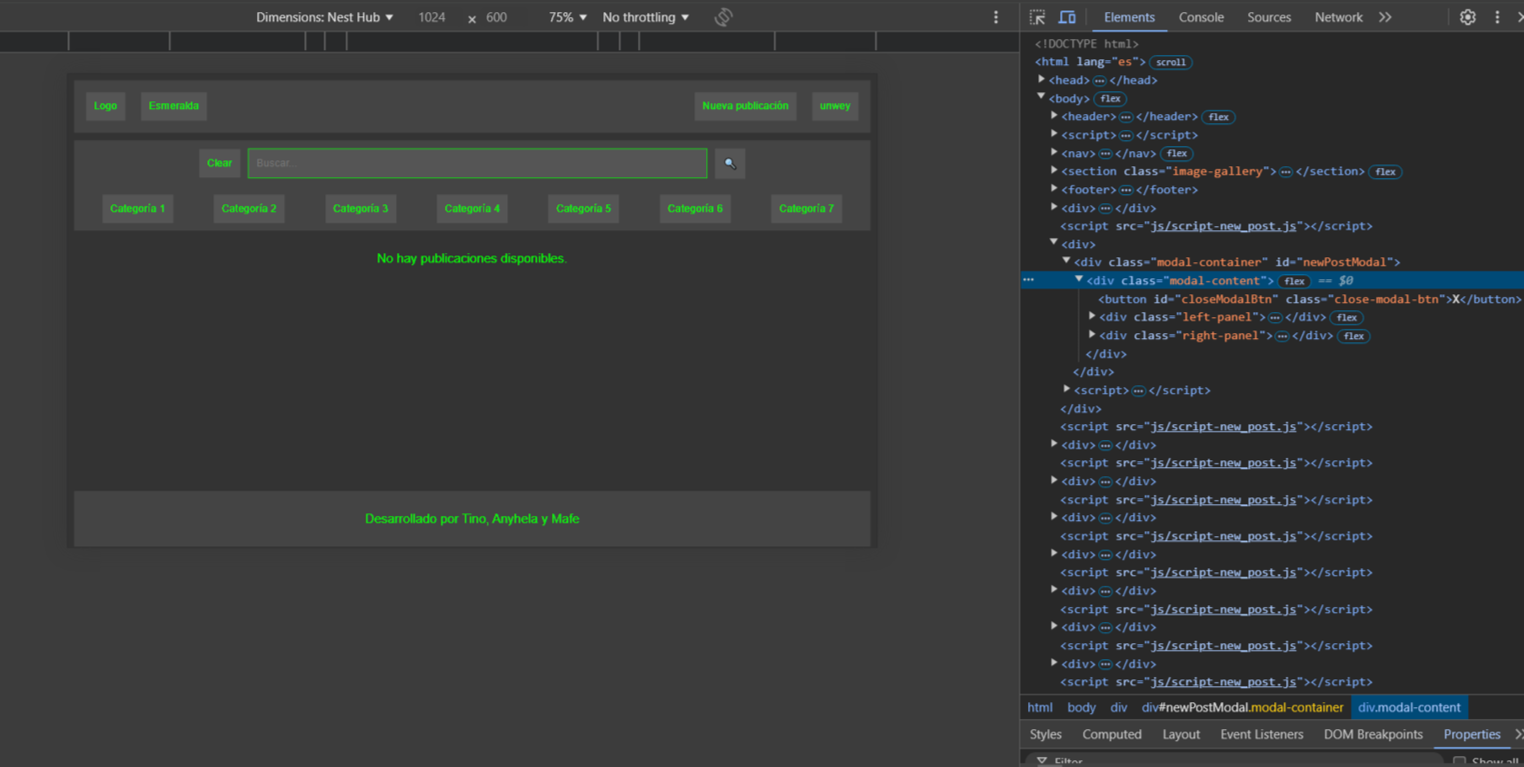 Dimensions: Nest Hub ▼ 1024 × 600 75% ▼ No throttling ▼
Elements Console Sources Network
Logo Esmeralda Nueva publicación unwey
Clear Buscar... 🔍
Categoría 1 Categoría 2 Categoría 3 Categoría 4 Categoría 5 Categoría 6 Categoría 7
No hay publicaciones disponibles.
Desarrollado por Tino, Anyhela y Mafe
<!DOCTYPE html>
<html lang="es"> scroll
<head> ⋯ </head>
<body> flex
<header> ⋯ </header> flex
<script> ⋯ </script>
<nav> ⋯ </nav> flex
<section class="image-gallery"> ⋯ </section> flex
<footer> ⋯ </footer>
<div> ⋯ </div>
<script src="js/script-new_post.js"></script>
<div>
<div class="modal-container" id="newPostModal">
<div class="modal-content"> flex == $0
<button id="closeModalBtn" class="close-modal-btn">X</button>
<div class="left-panel"> ⋯ </div> flex
<div class="right-panel"> ⋯ </div> flex
</div>
</div>
<script> ⋯ </script>
</div>
<script src="js/script-new_post.js"></script>
<div> ⋯ </div>
<script src="js/script-new_post.js"></script>
<div> ⋯ </div>
<script src="js/script-new_post.js"></script>
<div> ⋯ </div>
<script src="js/script-new_post.js"></script>
<div> ⋯ </div>
<script src="js/script-new_post.js"></script>
<div> ⋯ </div>
<script src="js/script-new_post.js"></script>
<div> ⋯ </div>
<script src="js/script-new_post.js"></script>
<div> ⋯ </div>
<script src="js/script-new_post.js"></script>
html body div div#newPostModal.modal-container div.modal-content
Styles Computed Layout Event Listeners DOM Breakpoints Properties
Filter Show all